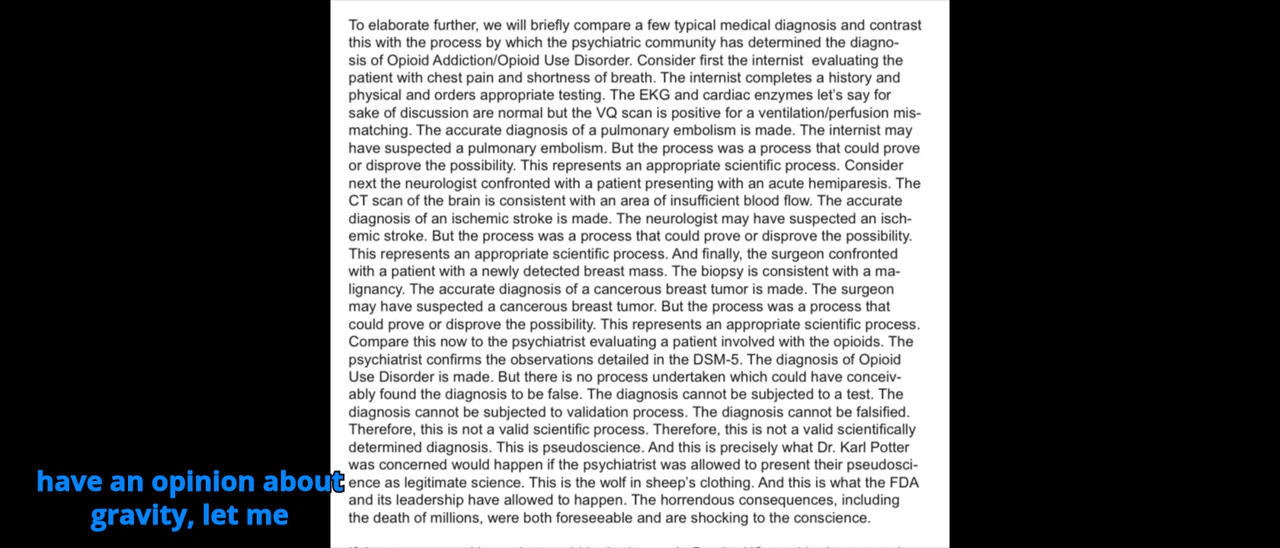 To elaborate further, we will briefly compare a few typical medical diagnosis and contrast
this with the process by which the psychiatric community has determined the diagno-
sis of Opioid Addiction/Opioid Use Disorder. Consider first the internist  evaluating the
patient with chest pain and shortness of breath. The internist completes a history and
physical and orders appropriate testing. The EKG and cardiac enzymes let's say for
sake of discussion are normal but the VQ scan is positive for a ventilation/perfusion mis-
matching. The accurate diagnosis of a pulmonary embolism is made. The internist may
have suspected a pulmonary embolism. But the process was a process that could prove
or disprove the possibility. This represents an appropriate scientific process. Consider
next the neurologist confronted with a patient presenting with an acute hemiparesis. The
CT scan of the brain is consistent with an area of insufficient blood flow. The accurate
diagnosis of an ischemic stroke is made. The neurologist may have suspected an isch-
emic stroke. But the process was a process that could prove or disprove the possibility.
This represents an appropriate scientific process. And finally, the surgeon confronted
with a patient with a newly detected breast mass. The biopsy is consistent with a ma-
lignancy. The accurate diagnosis of a cancerous breast tumor is made. The surgeon
may have suspected a cancerous breast tumor. But the process was a process that
could prove or disprove the possibility. This represents an appropriate scientific process.
Compare this now to the psychiatrist evaluating a patient involved with the opioids. The
psychiatrist confirms the observations detailed in the DSM-5. The diagnosis of Opioid
Use Disorder is made. But there is no process undertaken which could have conceiv-
ably found the diagnosis to be false. The diagnosis cannot be subjected to a test. The
diagnosis cannot be subjected to validation process. The diagnosis cannot be falsified.
Therefore, this is not a valid scientific process. Therefore, this is not a valid scientifically
determined diagnosis. This is pseudoscience. And this is precisely what Dr. Karl Potter
was concerned would happen if the psychiatrist was allowed to present their pseudosci-
ence as legitimate science. This is the wolf in sheep's clothing. And this is what the FDA
and its leadership have allowed to happen. The horrendous consequences, including
the death of millions, were both foreseeable and are shocking to the conscience.
have an opinion about
gravity, let me